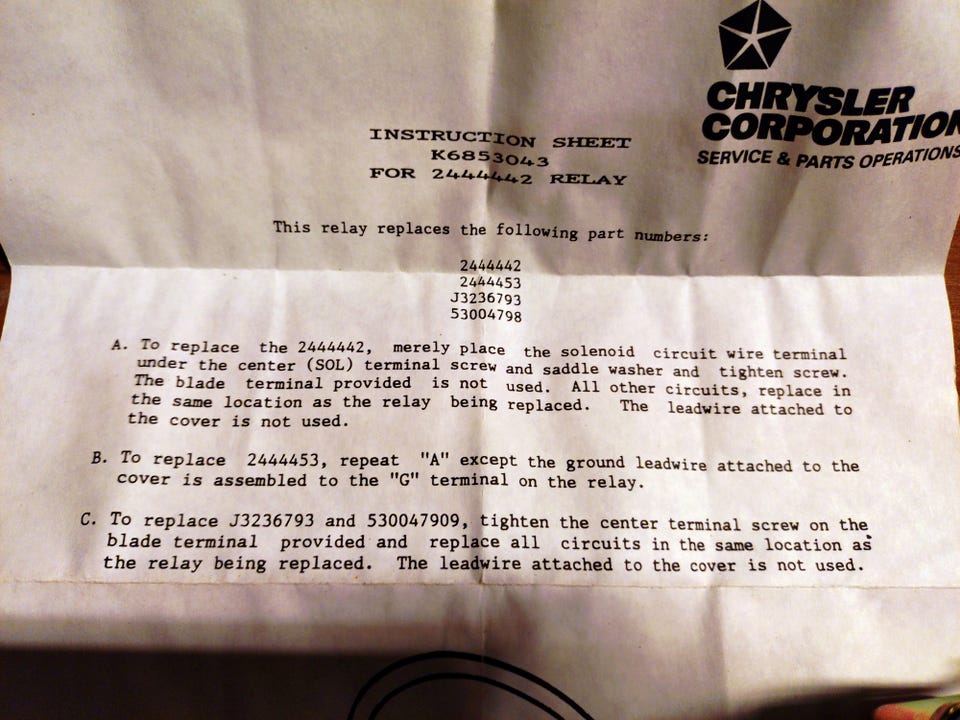 CHRYSLER
CORPORATION
SERVICE & PARTS OPERATIONS
INSTRUCTION SHEET
K6853043
FOR 2444442 RELAY
This relay replaces the following part numbers:
2444442
2444453
J3236793
53004798
A. To replace the 2444442, merely place the solenoid circuit wire terminal
under the center (SOL) terminal screw and saddle washer and tighten screw.
The blade terminal provided is not used. All other circuits, replace in
the same location as the relay being replaced. The leadwire attached to
the cover is not used.
B. To replace 2444453, repeat "A" except the ground leadwire attached to the
cover is assembled to the "G" terminal on the relay.
C. To replace J3236793 and 530047909, tighten the center terminal screw on the
blade terminal provided and replace all circuits in the same location as
the relay being replaced. The leadwire attached to the cover is not used.